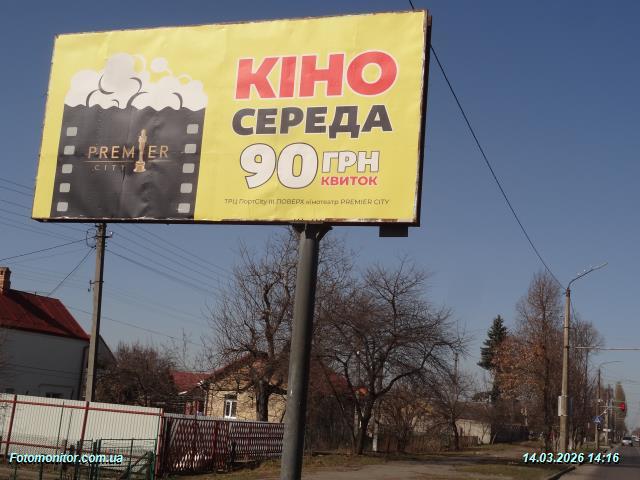 КІНО
СЕРЕДА
90 ГРН
КВИТОК
PREMIER
CITY
ТРЦ ПортCity III ПОВЕРХ кінотеатр PREMIER CITY
Fotomonitor.com.ua
14.03.2026 14:16